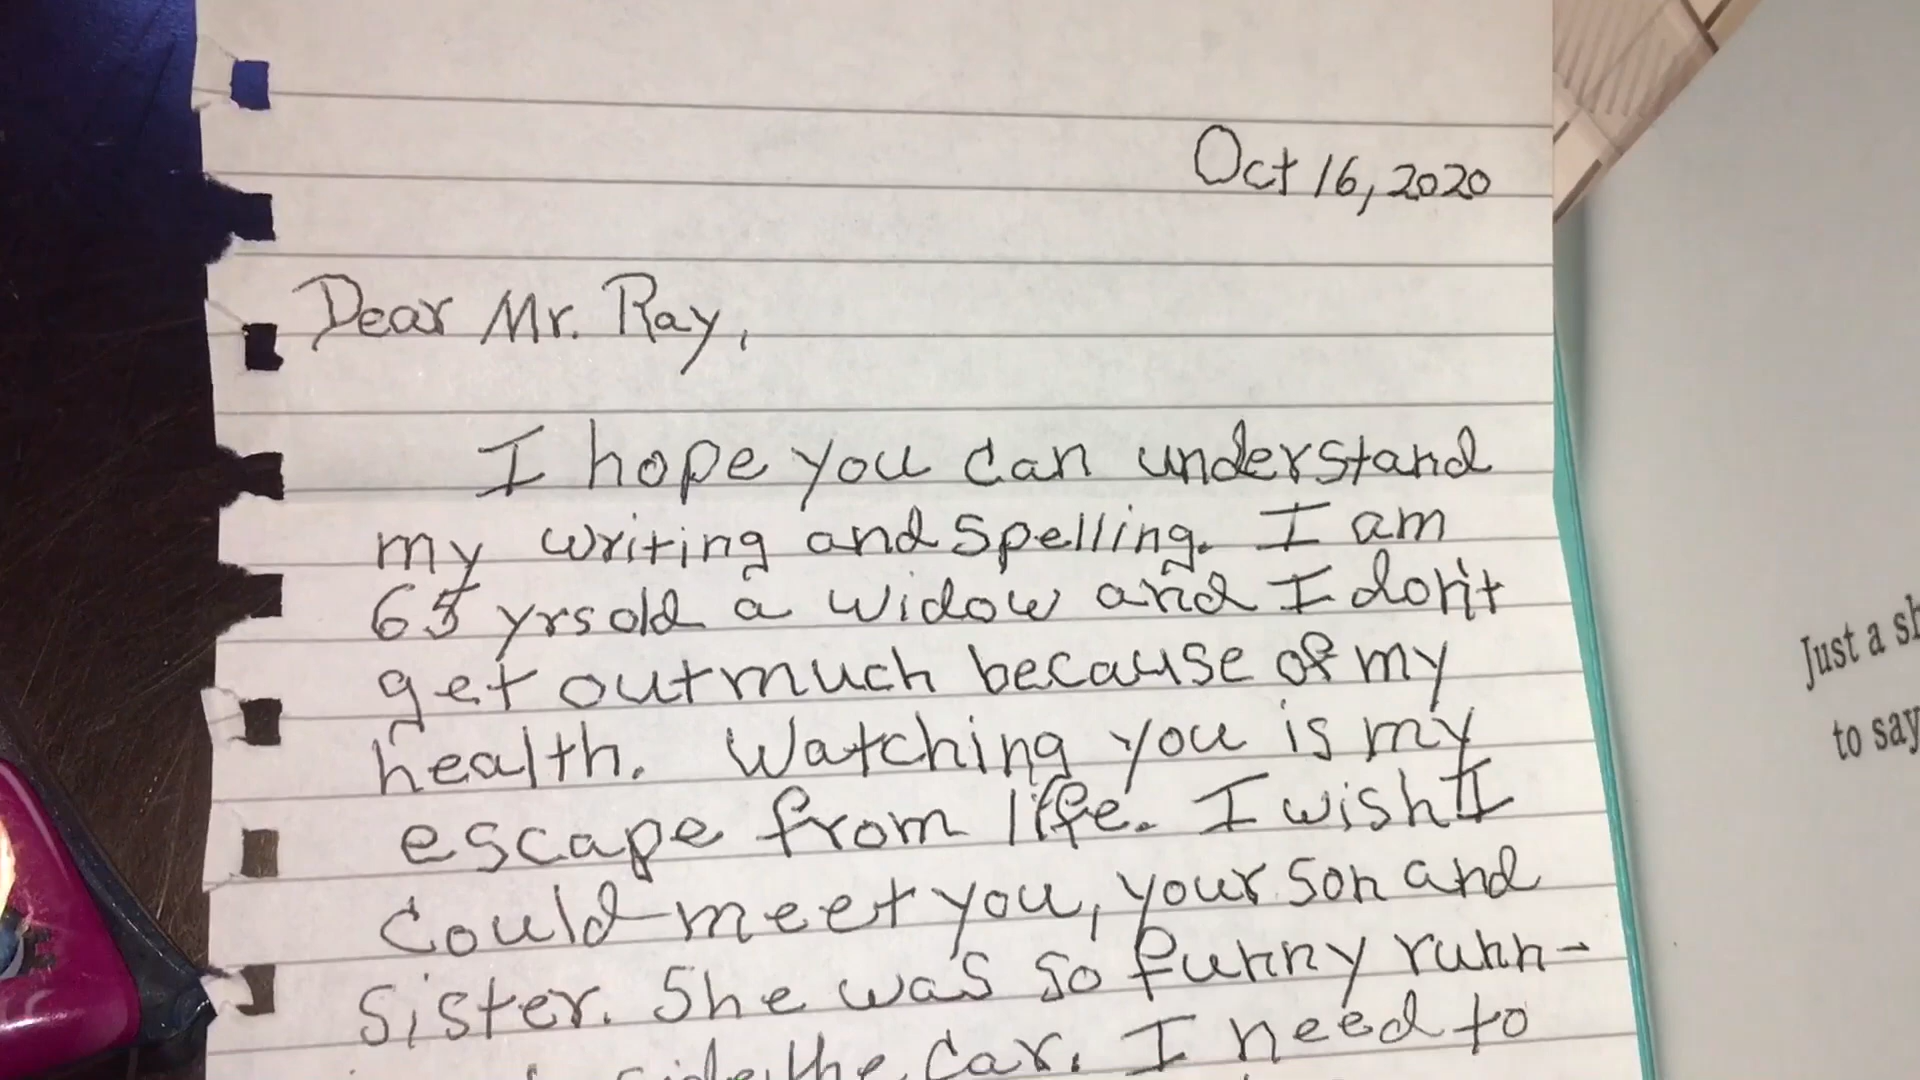 Oct 16, 2020
Dear Mr. Ray,
I hope you can understand
my writing and spelling. I am
65 yrs old a widow and I don't
get out much because of my
health. Watching you is my
escape from life. I wish I
could meet you, your son and
sister. She was so funny runn-
the car. I need to
Just a
to say